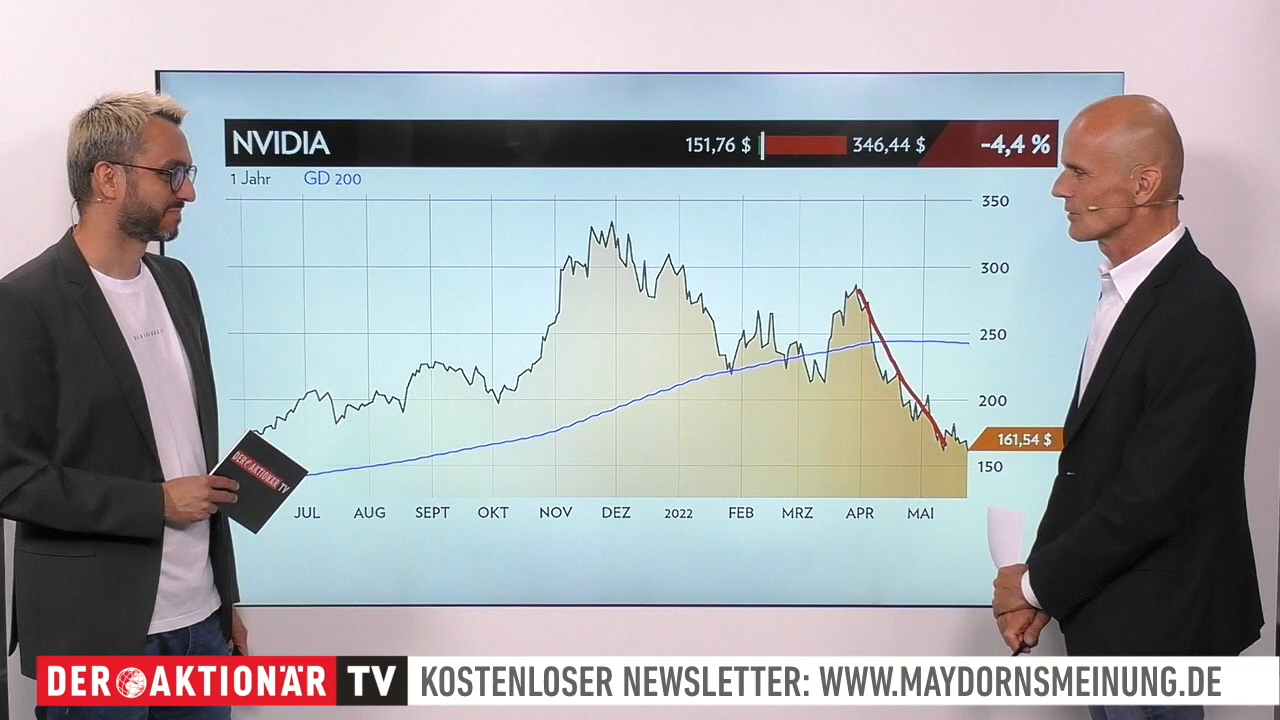 NVIDIA 151,76 $ 346,44 $ -4,4 %
1 Jahr GD 200
350
300
250
200
161,54 $
150
JUL AUG SEPT OKT NOV DEZ 2022 FEB MRZ APR MAI
DER AKTIONÄR TV
DER AKTIONÄR TV KOSTENLOSER NEWSLETTER: WWW.MAYDORNSMEINUNG.DE